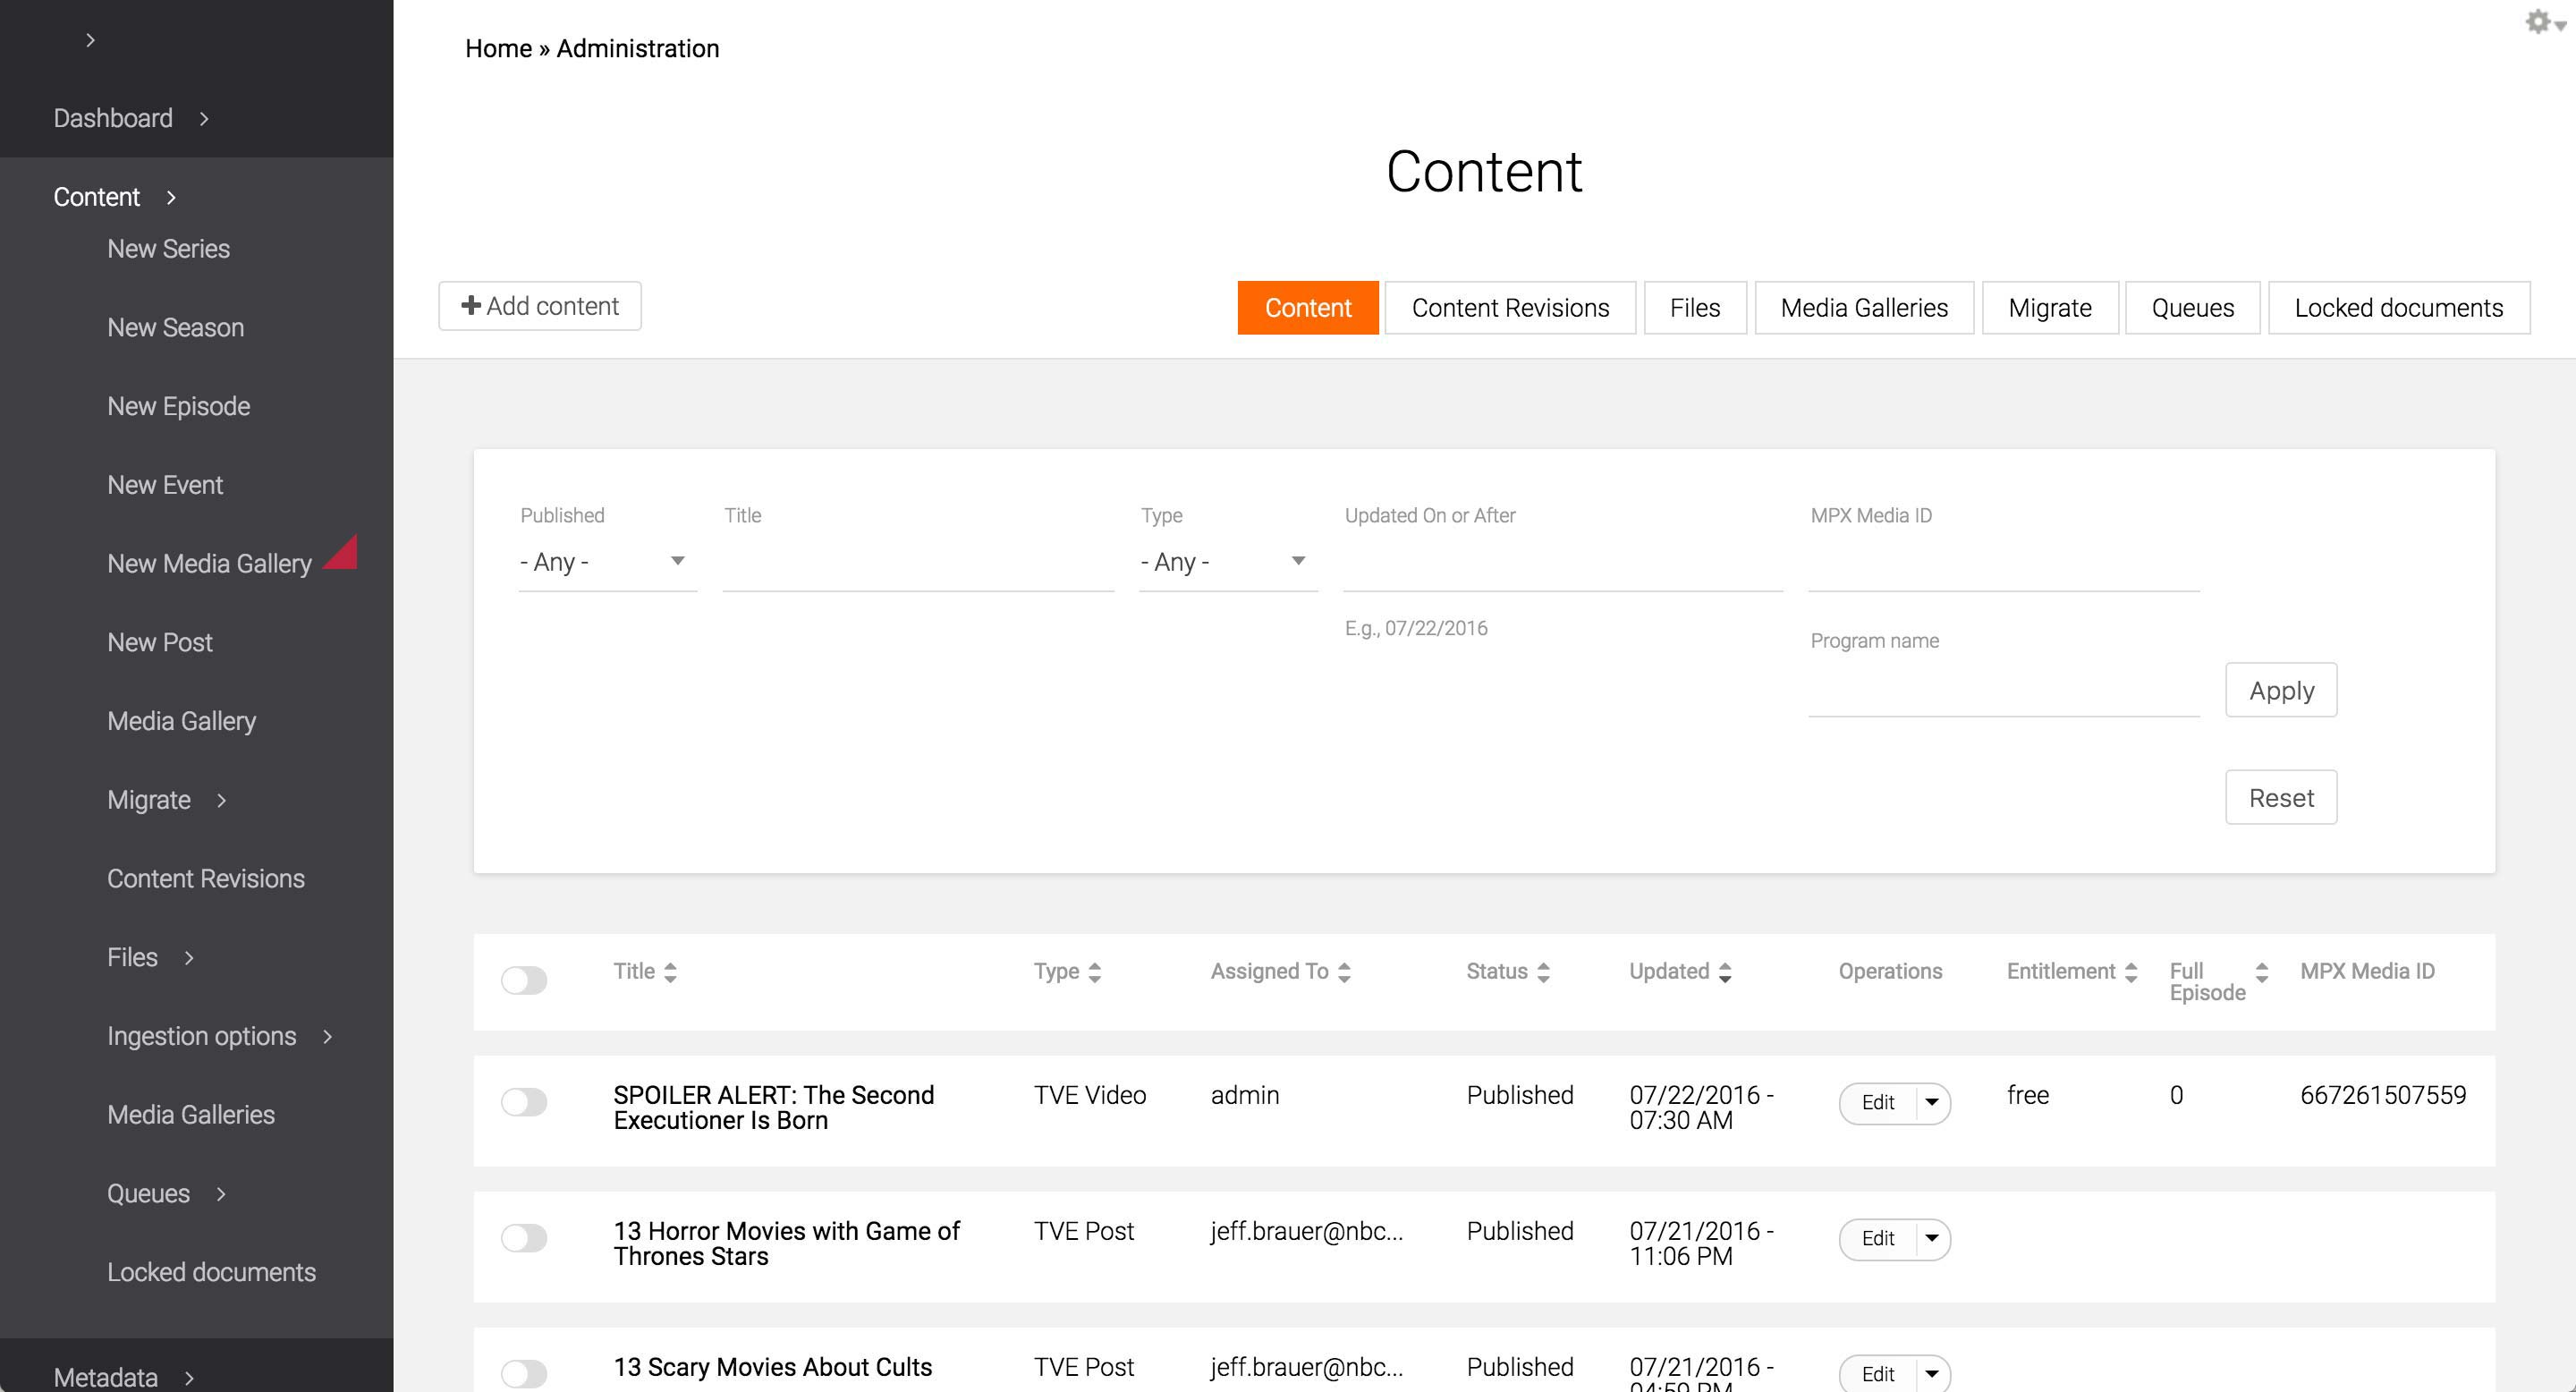 Home » Administration
Dashboard
Content
New Series
New Season
New Episode
New Event
New Media Gallery
New Post
Media Gallery
Migrate
Content Revisions
Files
Ingestion options
Media Galleries
Queues
Locked documents
Metadata
Content
Add content
Content Content Revisions Files Media Galleries Migrate Queues Locked documents
Published Title Type Updated On or After MPX Media ID
- Any - - Any -
E.g., 07/22/2016
Program name
Apply
Reset
Title Type Assigned To Status Updated Operations Entitlement Full MPX Media ID
Episode
SPOILER ALERT: The Second TVE Video admin Published 07/22/2016 - Edit free 0 667261507559
Executioner Is Born 07:30 AM
13 Horror Movies with Game of TVE Post jeff.brauer@nbc... Published 07/21/2016 - Edit
Thrones Stars 11:06 PM
13 Scary Movies About Cults TVE Post jeff.brauer@nbc... Published 07/21/2016 - Edit
04:59 PM